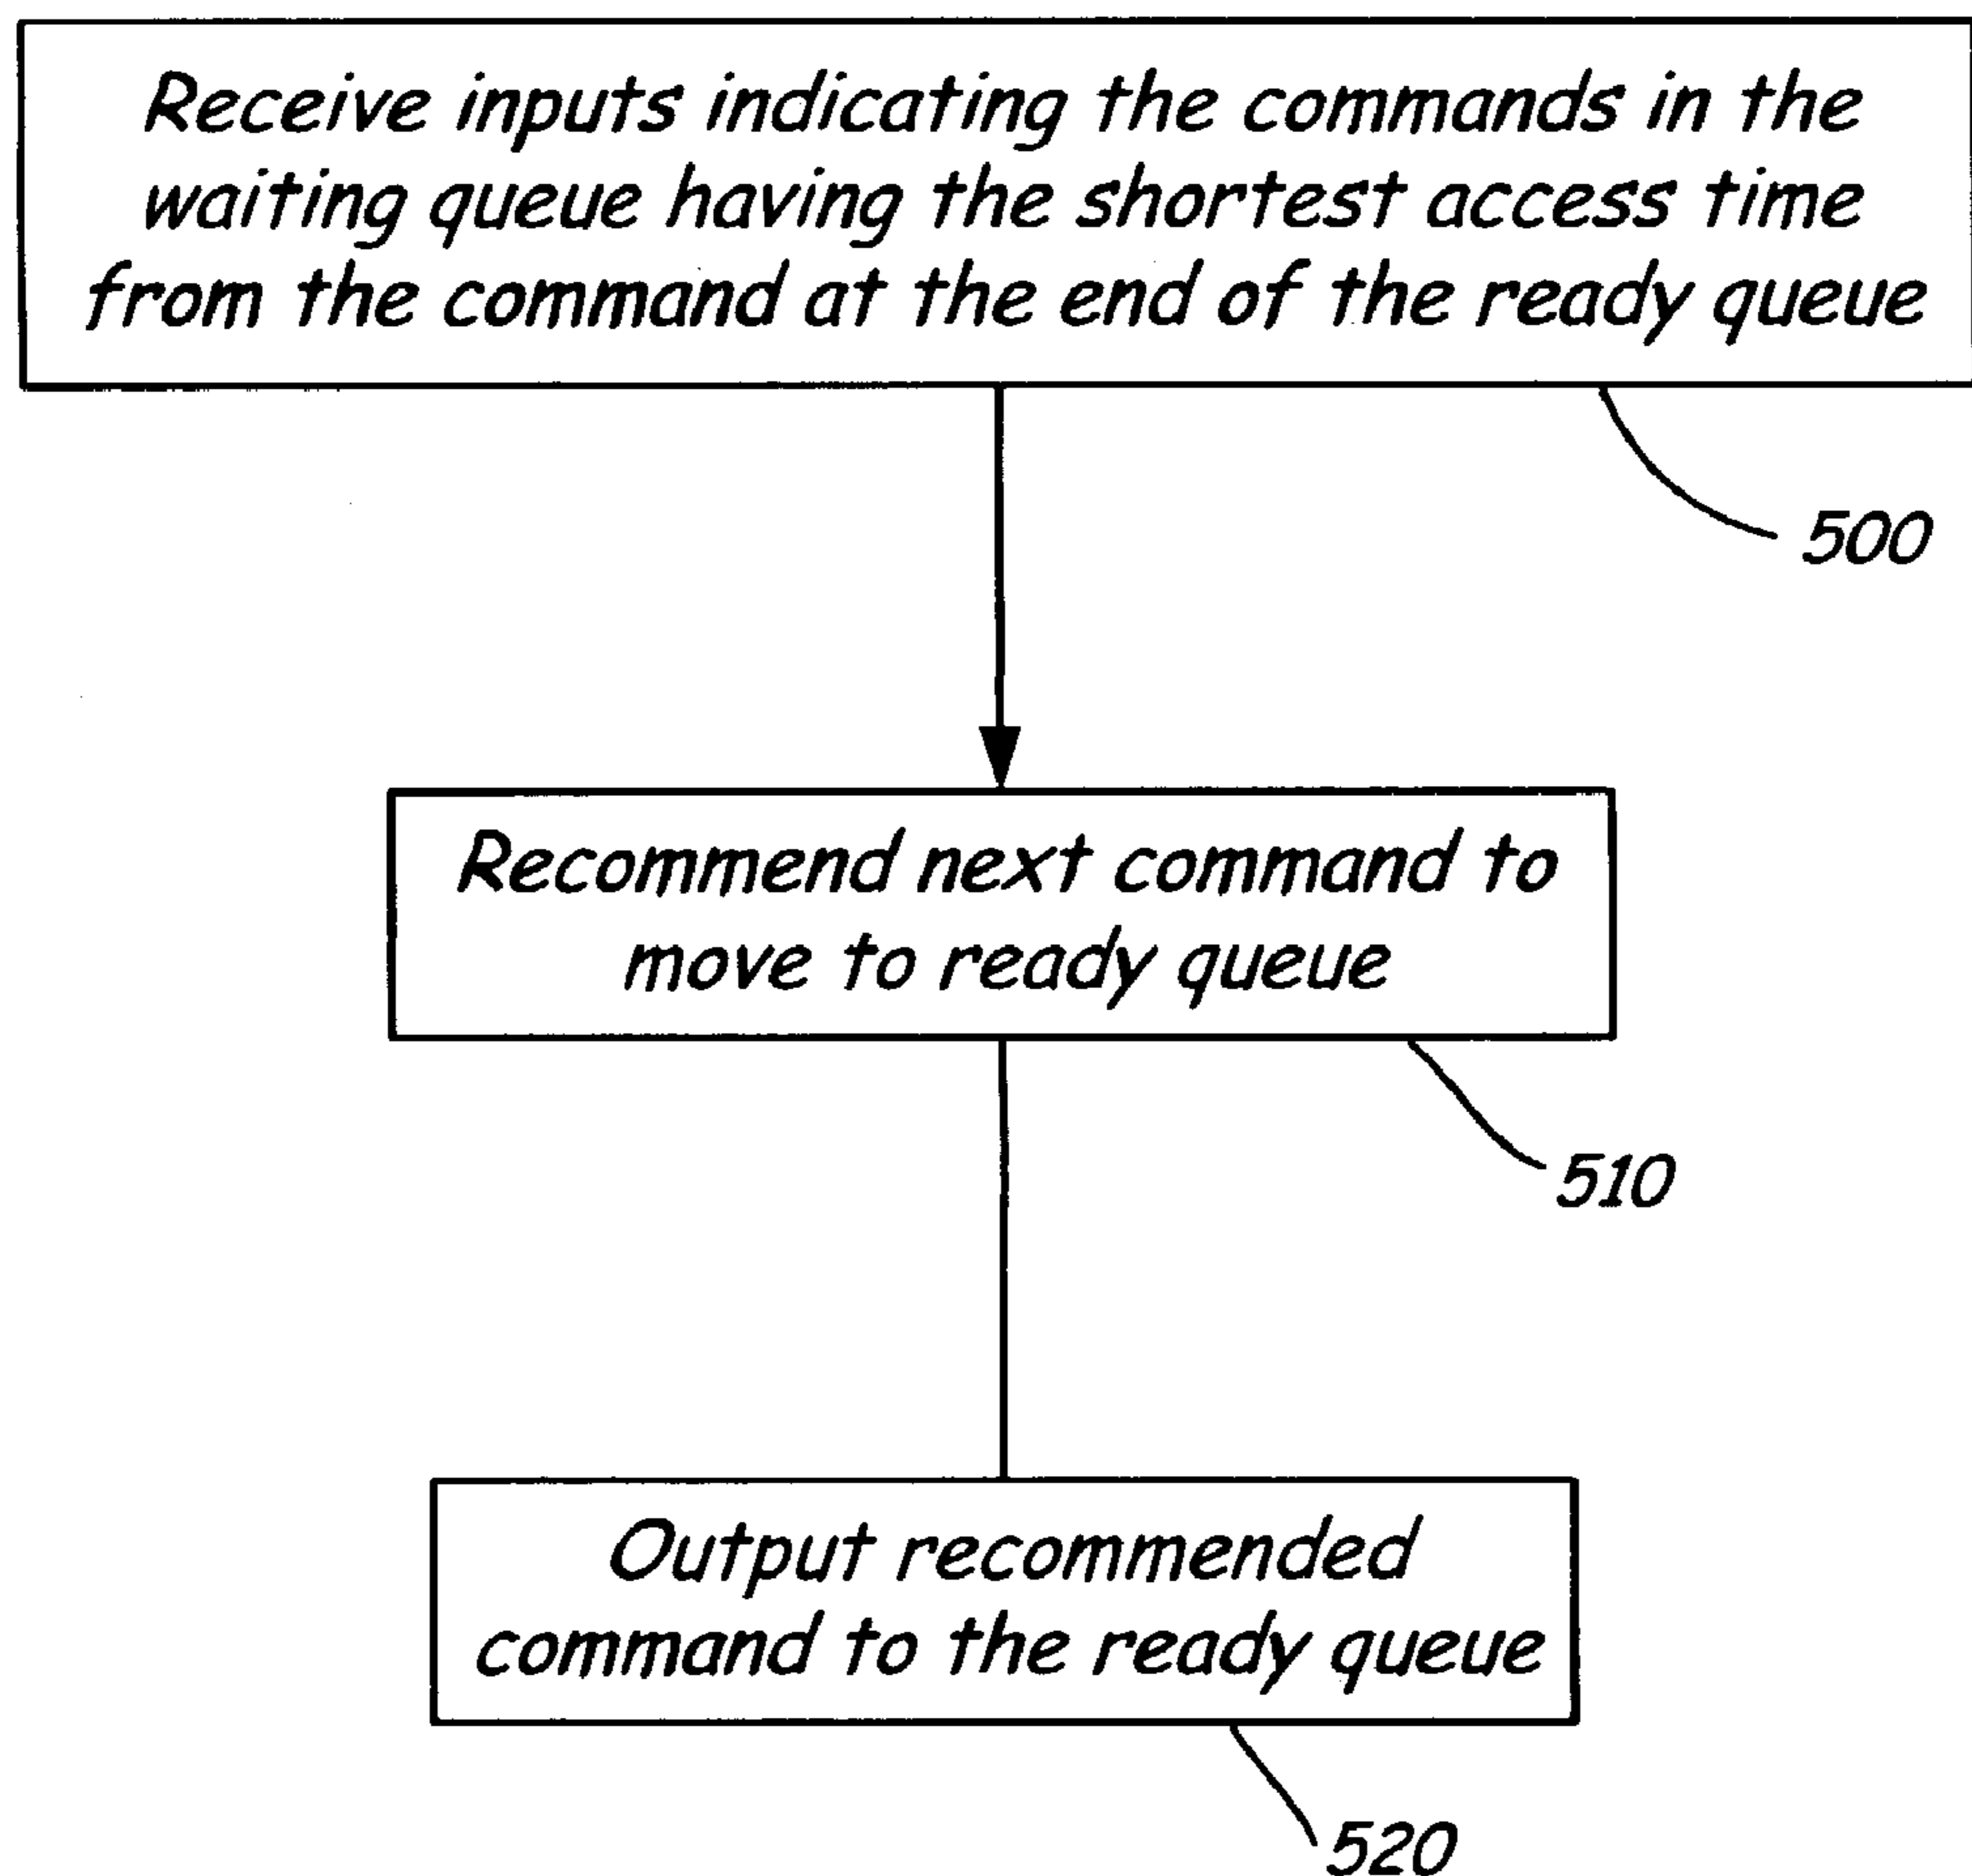 Receive inputs indicating the commands in the
waiting queue having the shortest access time
from the command at the end of the ready queue
500
Recommend next command to
move to ready queue
510
Output recommended
command to the ready queue
520